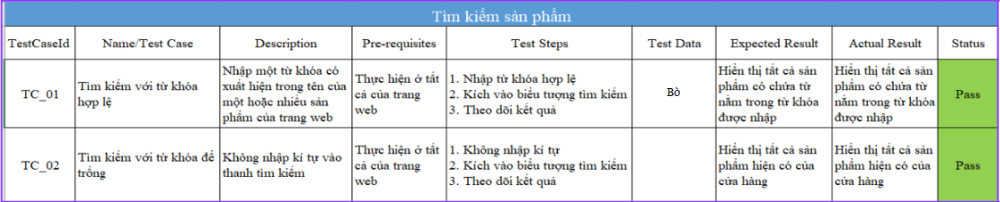 Tìm kiếm sản phẩm
TestCaseId
Name/Test Case
Description
Pre-requisites
Test Steps
Test Data
Expected Result
Actual Result
Status
TC_01
Tìm kiếm với từ khóa
hợp lệ
Nhập một từ khóa có
xuất hiện trong tên của
một hoặc nhiều sản
phẩm của trang web
Thực hiện ở tất
cả của trang
web
1. Nhập từ khóa hợp lệ
2. Kích vào biểu tượng tìm kiếm
3. Theo dõi kết quả
Bò
Hiển thị tất cả sản
phẩm có chứa từ
nằm trong từ khóa
được nhập
Hiển thị tất cả sản
phẩm có chứa từ
nằm trong từ khóa
được nhập
Pass
TC_02
Tìm kiếm với từ khóa để
trống
Không nhập kí tự vào
thanh tìm kiếm
Thực hiện ở tất
cả của trang
web
1. Không nhập kí tự
2. Kích vào biểu tượng tìm kiếm
3. Theo dõi kết quả
Hiển thị tất cả sản
phẩm hiện có của
cửa hàng
Hiển thị tất cả sản
phẩm hiện có của
cửa hàng
Pass